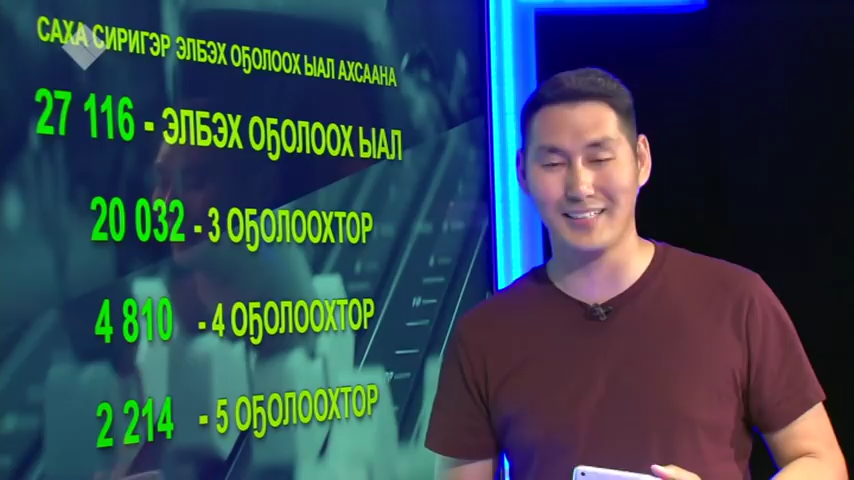 САХА СИРИГЭР ЭЛБЭХ ОҔОЛООХ ЫАЛ АХСААНА
27 116 - ЭЛБЭХ ОҔОЛООХ ЫАЛ
20 032 - 3 ОҔОЛООХТОР
4 810 - 4 ОҔОЛООХТОР
2 214 - 5 ОҔОЛООХТОР